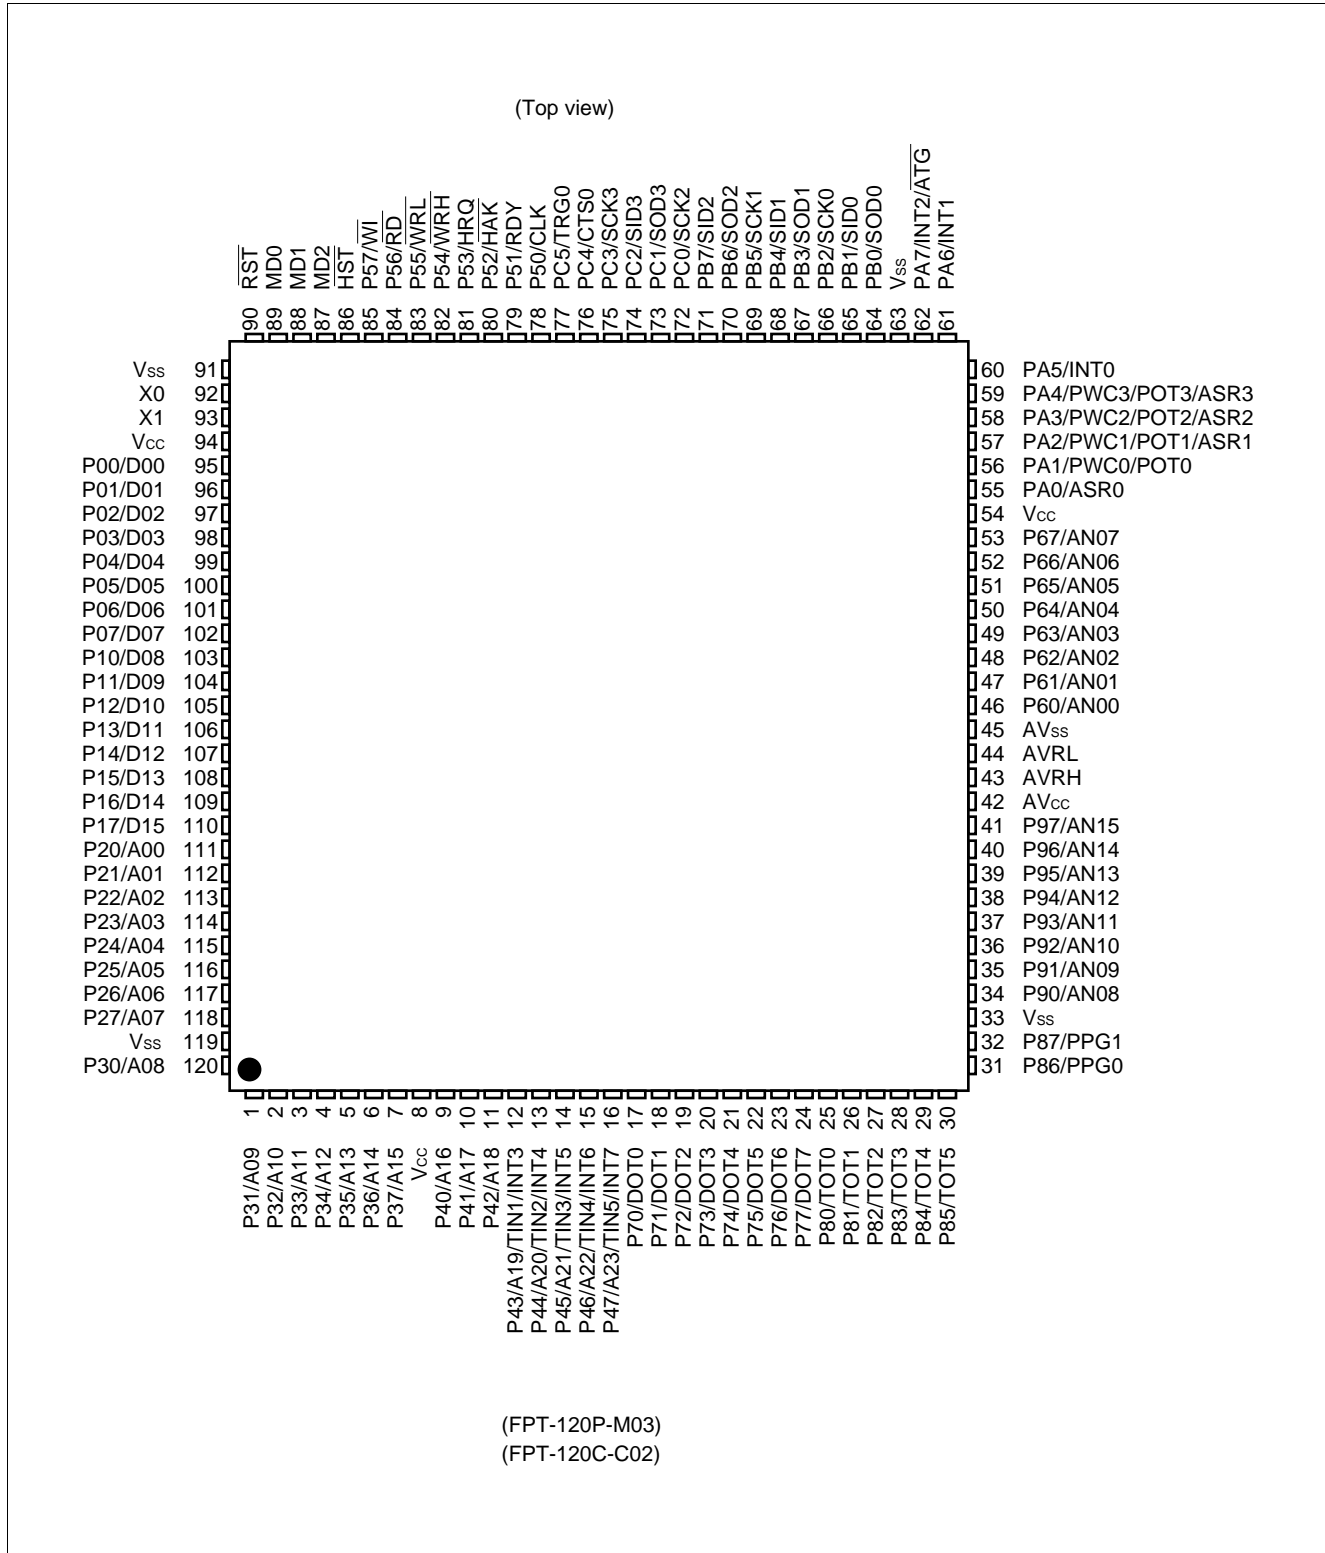 (Top view)
RST
MD0
MD1
MD2
HST
P57/WI
P56/RD
P55/WRL
P54/WRH
P53/HRQ
P52/HAK
P51/RDY
P50/CLK
PC5/TRG0
PC4/CTS0
PC3/SCK3
PC2/SID3
PC1/SOD3
PC0/SCK2
PB7/SID2
PB6/SOD2
PB5/SCK1
PB4/SID1
PB3/SOD1
PB2/SCK0
PB1/SID0
PB0/SOD0
Vss
PA7/INT2/ATG
PA6/INT1
90 89 88 87 86 85 84 83 82 81 80 79 78 77 76 75 74 73 72 71 70 69 68 67 66 65 64 63 62 61
Vss 91
X0 92
X1 93
Vcc 94
P00/D00 95
P01/D01 96
P02/D02 97
P03/D03 98
P04/D04 99
P05/D05 100
P06/D06 101
P07/D07 102
P10/D08 103
P11/D09 104
P12/D10 105
P13/D11 106
P14/D12 107
P15/D13 108
P16/D14 109
P17/D15 110
P20/A00 111
P21/A01 112
P22/A02 113
P23/A03 114
P24/A04 115
P25/A05 116
P26/A06 117
P27/A07 118
Vss 119
P30/A08 120
60 PA5/INT0
59 PA4/PWC3/POT3/ASR3
58 PA3/PWC2/POT2/ASR2
57 PA2/PWC1/POT1/ASR1
56 PA1/PWC0/POT0
55 PA0/ASR0
54 Vcc
53 P67/AN07
52 P66/AN06
51 P65/AN05
50 P64/AN04
49 P63/AN03
48 P62/AN02
47 P61/AN01
46 P60/AN00
45 AVss
44 AVRL
43 AVRH
42 AVcc
41 P97/AN15
40 P96/AN14
39 P95/AN13
38 P94/AN12
37 P93/AN11
36 P92/AN10
35 P91/AN09
34 P90/AN08
33 Vss
32 P87/PPG1
31 P86/PPG0
1 2 3 4 5 6 7 8 9 10 11 12 13 14 15 16 17 18 19 20 21 22 23 24 25 26 27 28 29 30
P31/A09
P32/A10
P33/A11
P34/A12
P35/A13
P36/A14
P37/A15
Vcc
P40/A16
P41/A17
P42/A18
P43/A19/TIN1/INT3
P44/A20/TIN2/INT4
P45/A21/TIN3/INT5
P46/A22/TIN4/INT6
P47/A23/TIN5/INT7
P70/DOT0
P71/DOT1
P72/DOT2
P73/DOT3
P74/DOT4
P75/DOT5
P76/DOT6
P77/DOT7
P80/TOT0
P81/TOT1
P82/TOT2
P83/TOT3
P84/TOT4
P85/TOT5
(FPT-120P-M03)
(FPT-120C-C02)